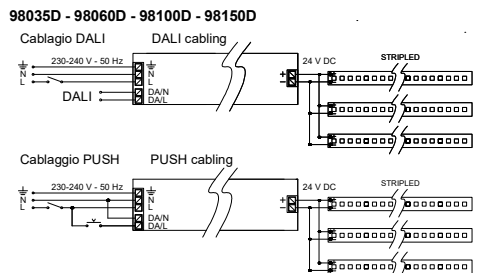 98035D - 98060D - 98100D - 98150D
Cablagio DALI DALI cabling
230-240 V - 50 Hz
N
L
N
L
DALI
DA/N
DA/L
+
–
24 V DC
STRIPLED
Cablaggio PUSH PUSH cabling
230-240 V - 50 Hz
N
L
N
L
DA/N
DA/L
+
–
24 V DC
STRIPLED